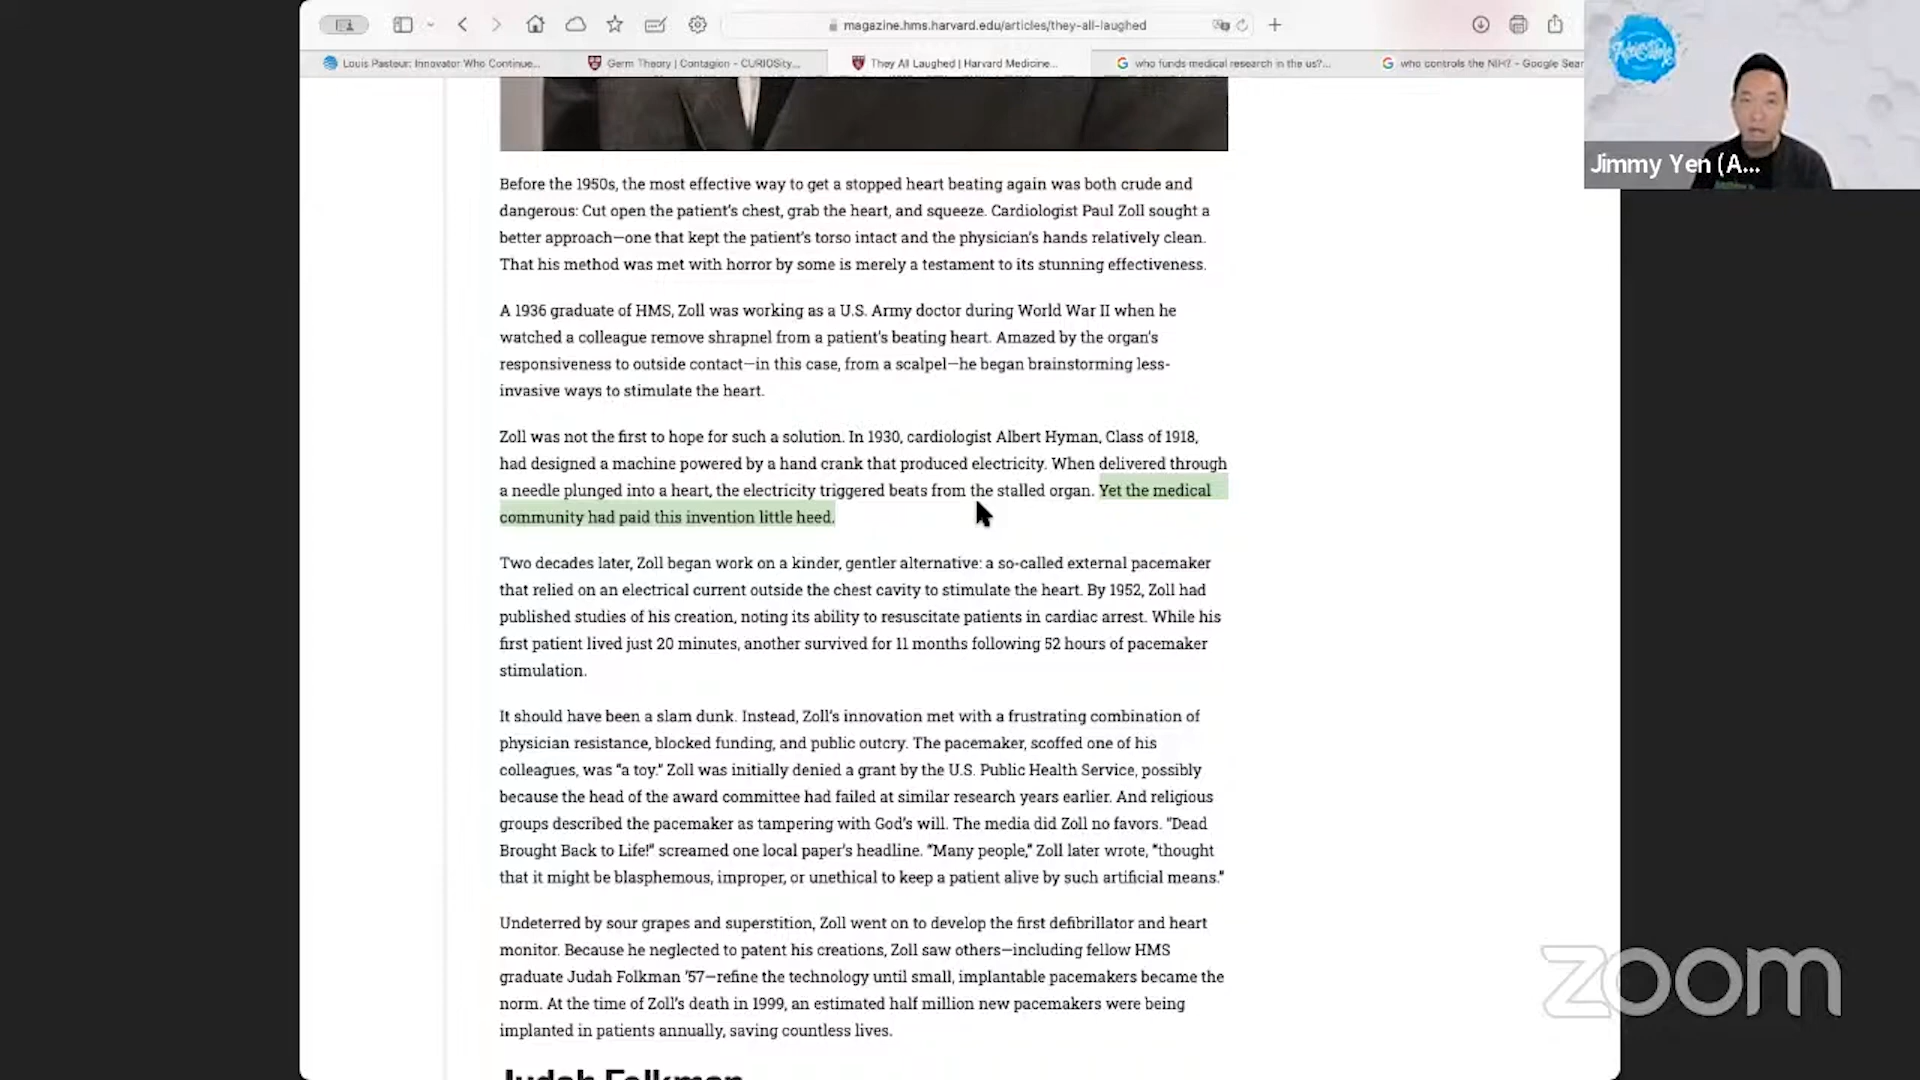 magazine.hms.harvard.edu/articles/they-all-laughed
Louis Pasteur: Innovator Who Continue...
Germ Theory | Contagion - CURIOSity...
They All Laughed | Harvard Medicine...
who funds medical research in the us?...
who controls the NIH? - Google Sear
Jimmy Yen (A...
Before the 1950s, the most effective way to get a stopped heart beating again was both crude and
dangerous: Cut open the patient's chest, grab the heart, and squeeze. Cardiologist Paul Zoll sought a
better approach—one that kept the patient's torso intact and the physician's hands relatively clean.
That his method was met with horror by some is merely a testament to its stunning effectiveness.
A 1936 graduate of HMS, Zoll was working as a U.S. Army doctor during World War II when he
watched a colleague remove shrapnel from a patient's beating heart. Amazed by the organ's
responsiveness to outside contact—in this case, from a scalpel—he began brainstorming less-
invasive ways to stimulate the heart.
Zoll was not the first to hope for such a solution. In 1930, cardiologist Albert Hyman, Class of 1918,
had designed a machine powered by a hand crank that produced electricity. When delivered through
a needle plunged into a heart, the electricity triggered beats from the stalled organ. Yet the medical
community had paid this invention little heed.
Two decades later, Zoll began work on a kinder, gentler alternative: a so-called external pacemaker
that relied on an electrical current outside the chest cavity to stimulate the heart. By 1952, Zoll had
published studies of his creation, noting its ability to resuscitate patients in cardiac arrest. While his
first patient lived just 20 minutes, another survived for 11 months following 52 hours of pacemaker
stimulation.
It should have been a slam dunk. Instead, Zoll's innovation met with a frustrating combination of
physician resistance, blocked funding, and public outcry. The pacemaker, scoffed one of his
colleagues, was "a toy." Zoll was initially denied a grant by the U.S. Public Health Service, possibly
because the head of the award committee had failed at similar research years earlier. And religious
groups described the pacemaker as tampering with God's will. The media did Zoll no favors. "Dead
Brought Back to Life!" screamed one local paper's headline. "Many people," Zoll later wrote, "thought
that it might be blasphemous, improper, or unethical to keep a patient alive by such artificial means."
Undeterred by sour grapes and superstition, Zoll went on to develop the first defibrillator and heart
monitor. Because he neglected to patent his creations, Zoll saw others—including fellow HMS
graduate Judah Folkman '57—refine the technology until small, implantable pacemakers became the
norm. At the time of Zoll's death in 1999, an estimated half million new pacemakers were being
implanted in patients annually, saving countless lives.
Judah Folkman
zoom